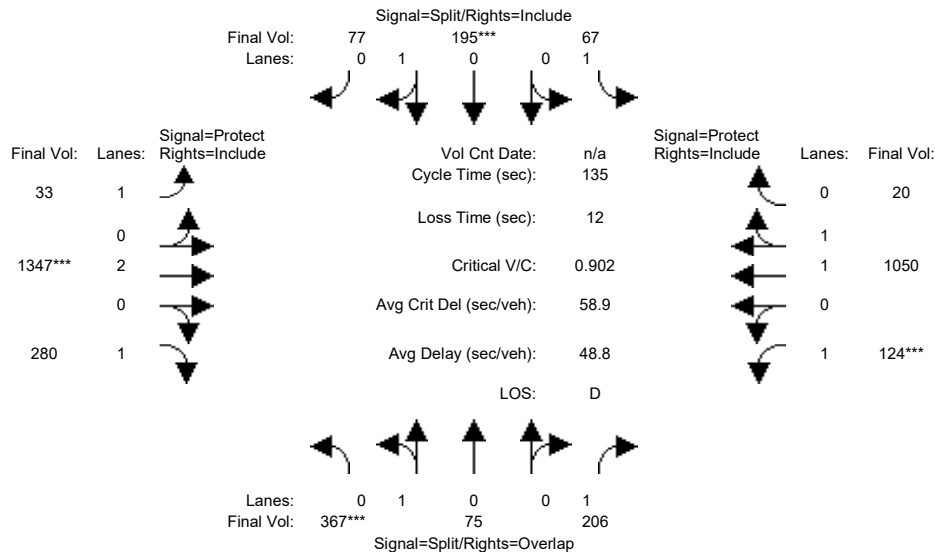 Signal=Split/Rights=Include
Final Vol: 77 195*** 67
Lanes: 0 1 0 0 1
Signal=Protect
Final Vol: Lanes: Rights=Include
Vol Cnt Date: n/a
Signal=Protect
Rights=Include Lanes: Final Vol:
Cycle Time (sec): 135
33 1
0 20
Loss Time (sec): 12
0
1
1347*** 2
Critical V/C: 0.902
1 1050
0
Avg Crit Del (sec/veh): 58.9
0
280 1
Avg Delay (sec/veh): 48.8
1 124***
LOS: D
Lanes: 0 1 0 0 1
Final Vol: 367*** 75 206
Signal=Split/Rights=Overlap